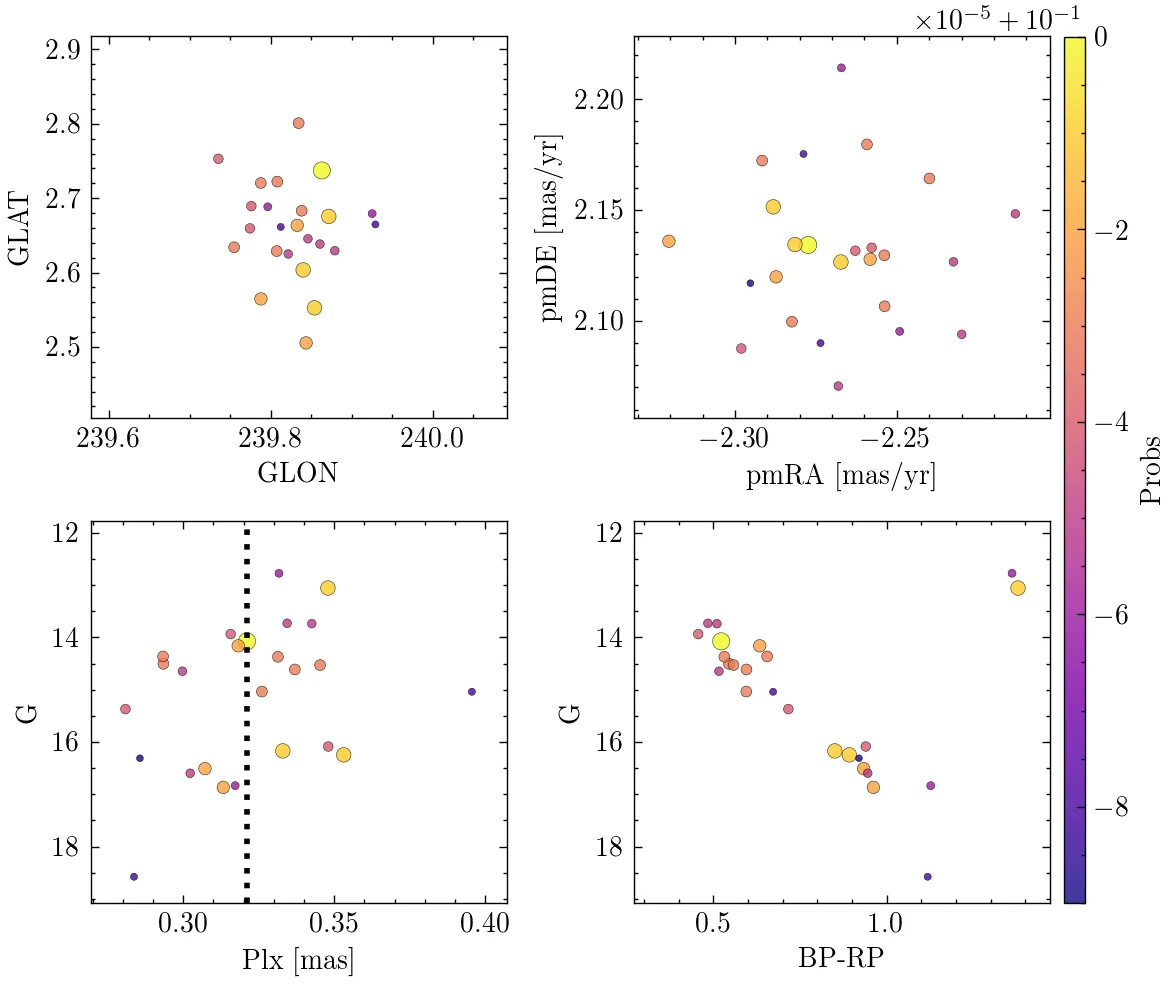 ×10⁻⁵ + 10⁻¹
2.9
2.8
2.7
2.6
2.5
GLAT
239.6 239.8 240.0
GLON
2.20
2.15
2.10
pmDE [mas/yr]
−2.30 −2.25
pmRA [mas/yr]
0
−2
−4
−6
−8
Probs
12
14
16
18
G
0.30 0.35 0.40
Plx [mas]
12
14
16
18
G
0.5 1.0
BP-RP